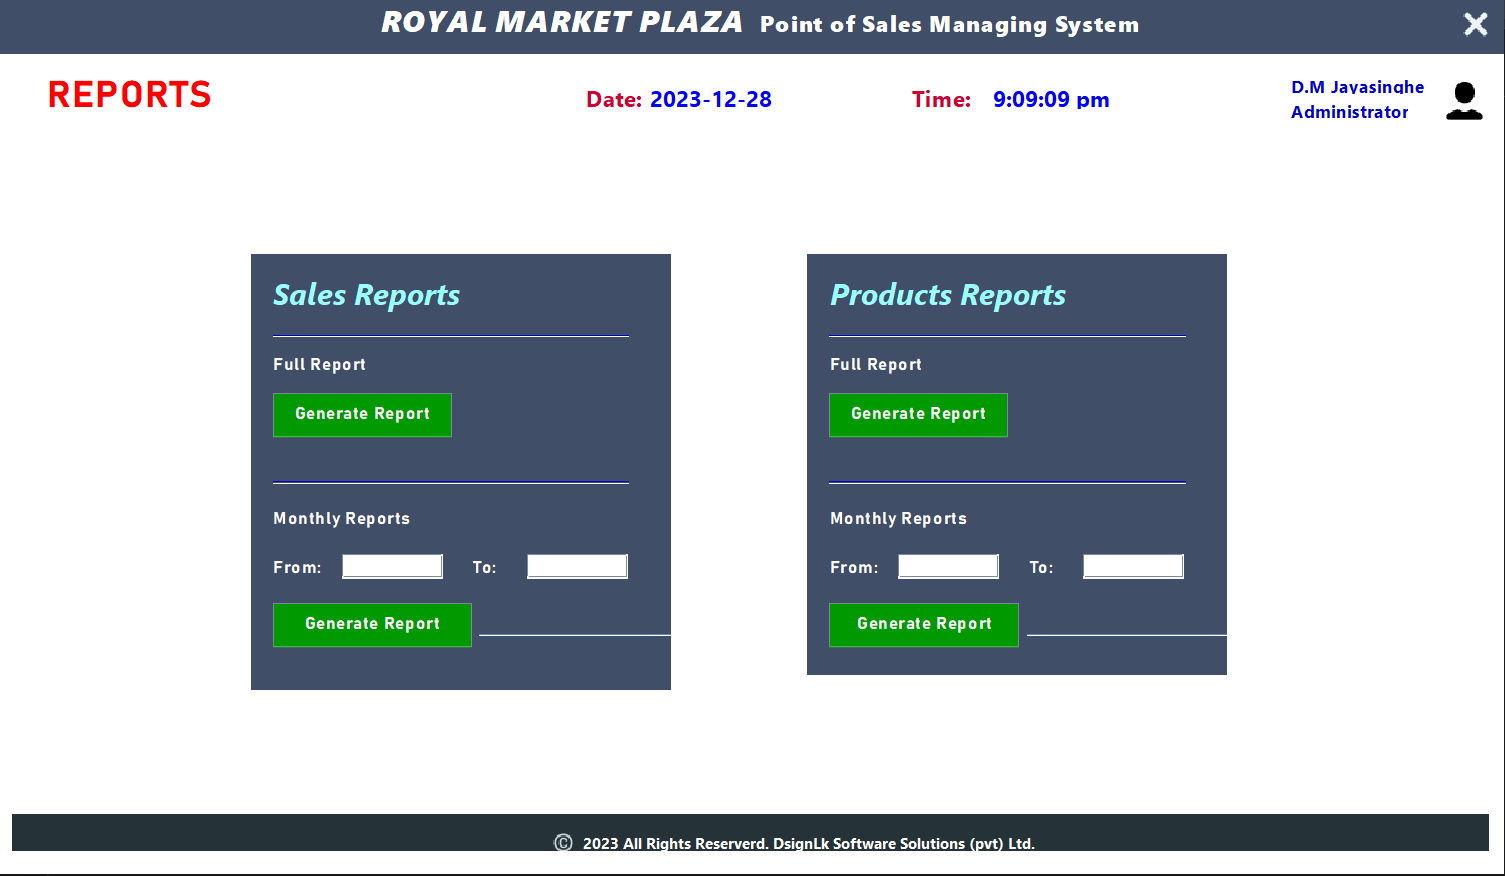 ROYAL MARKET PLAZA Point of Sales Managing System
REPORTS
Date: 2023-12-28
Time: 9:09:09 pm
D.M Jayasinghe
Administrator
Sales Reports
Full Report
Generate Report
Monthly Reports
From: To:
Generate Report
Products Reports
Full Report
Generate Report
Monthly Reports
From: To:
Generate Report
© 2023 All Rights Reserverd. DsignLk Software Solutions (pvt) Ltd.